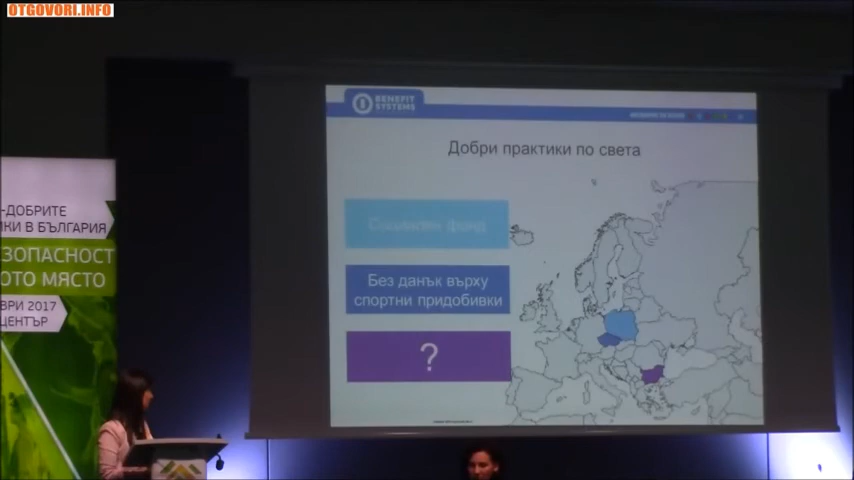 OTGOVORI.INFO
BENEFIT
SYSTEMS
Добри практики по света
Социален фонд
Без данък върху
спортни придобивки
?
-ДОБРИТЕ
ИКИ В БЪЛГАРИЯ
ЗОПАСНОСТ
ОТО МЯСТО
ВРИ 2017
ЦЕНТЪР